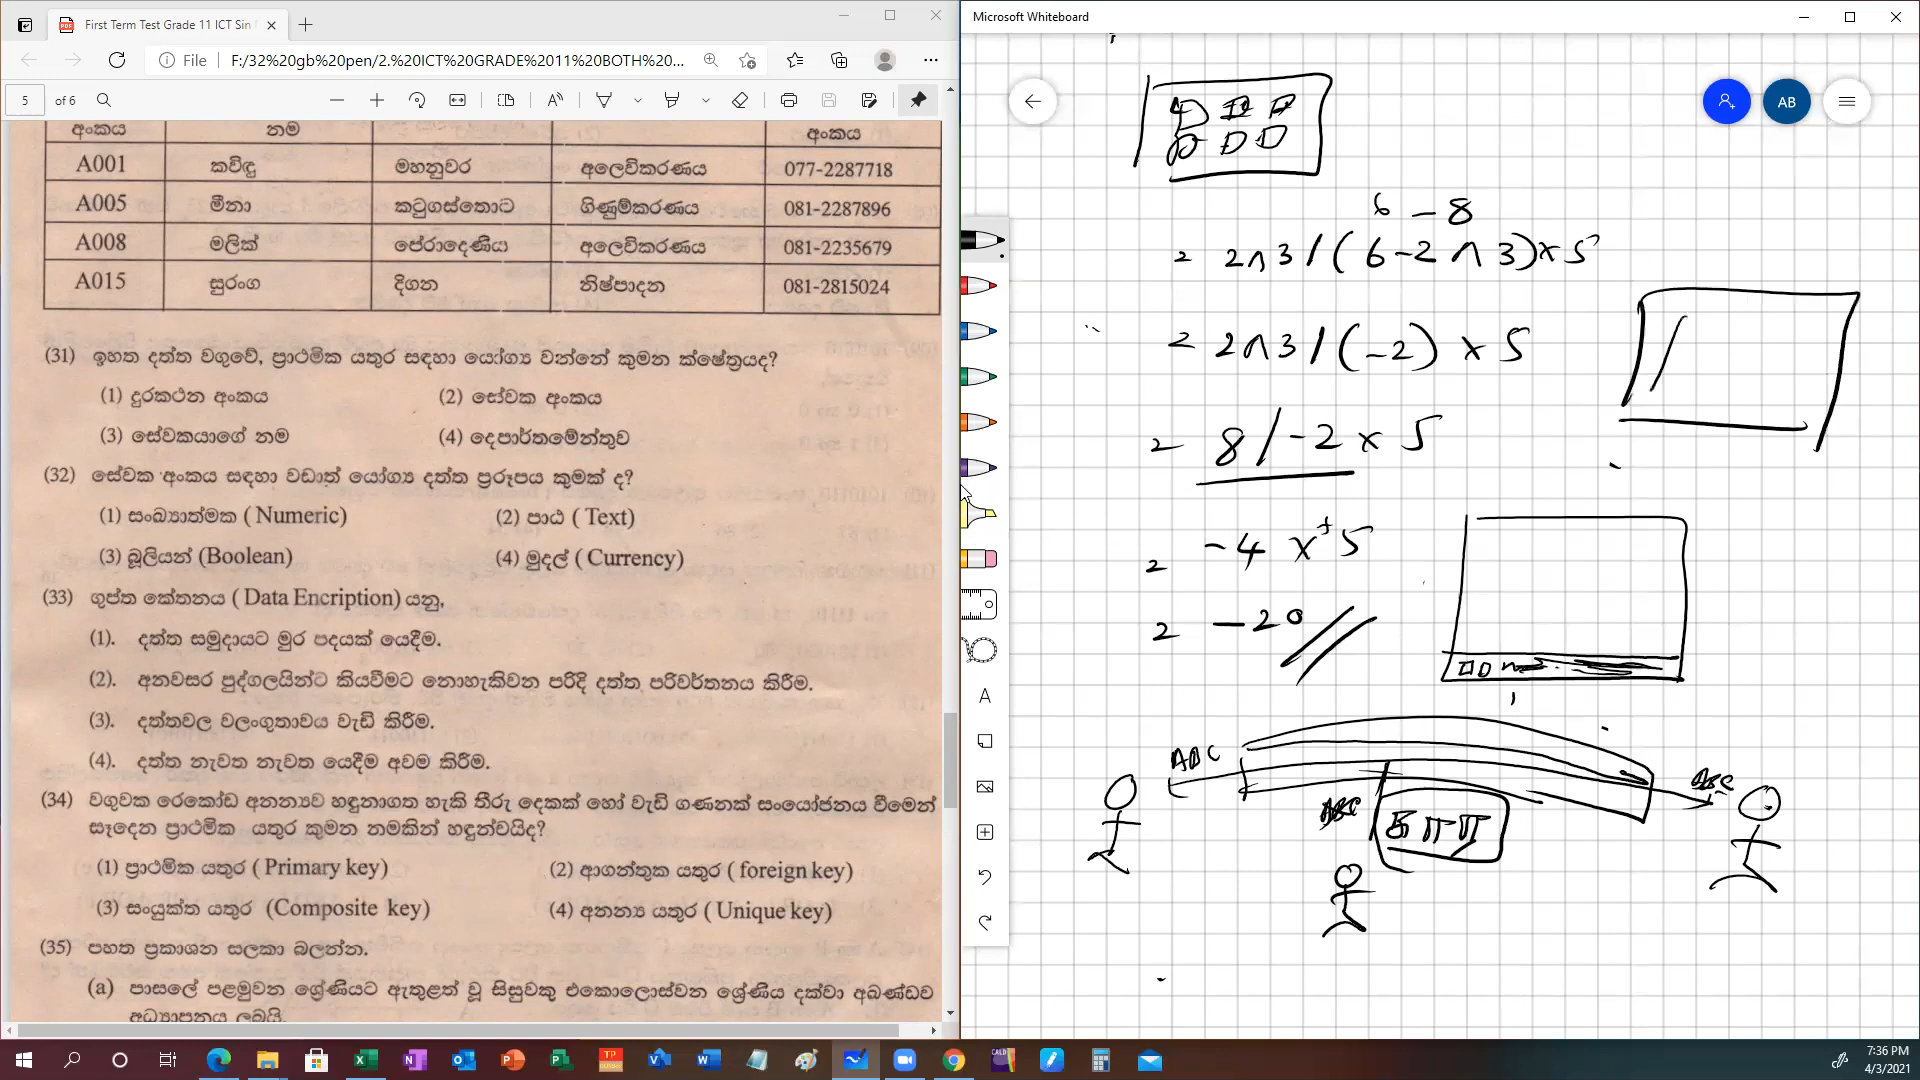 First Term Test Grade 11 ICT Sin
File
F:/32%20gb%20pen/2.%20ICT%20GRADE%2011%20BOTH%20...
5 of 6
අංකය නම අංකය
A001 කවිඳු මහනුවර අලෙවිකරණය 077-2287718
A005 මීනා කටුගස්තොට ගිණුම්කරණය 081-2287896
A008 මලික් පේරාදෙණිය අලෙවිකරණය 081-2235679
A015 සුරංග දිගන නිෂ්පාදන 081-2815024
(31) ඉහත දත්ත වගුවේ, ප්‍රාථමික යතුර සඳහා යෝග්‍ය වන්නේ කුමන ක්ෂේත්‍රයද?
(1) දුරකථන අංකය (2) සේවක අංකය
(3) සේවකයාගේ නම (4) දෙපාර්තමේන්තුව
(32) සේවක අංකය සඳහා වඩාත් යෝග්‍ය දත්ත ප්‍රරූපය කුමක් ද?
(1) සංඛ්‍යාත්මක ( Numeric) (2) පාඨ ( Text)
(3) බූලියන් (Boolean) (4) මුදල් ( Currency)
(33) ගුප්ත කේතනය ( Data Encription) යනු,
(1). දත්ත සමුදායට මුර පදයක් යෙදීම.
(2). අනවසර පුද්ගලයින්ට කියවීමට නොහැකිවන පරිදි දත්ත පරිවර්තනය කිරීම.
(3). දත්තවල වලංගුතාවය වැඩි කිරීම.
(4). දත්ත නැවත නැවත යෙදීම අවම කිරීම.
(34) වගුවක රෙකෝඩ අනන්‍යව හඳුනාගත හැකි තීරු දෙකක් හෝ වැඩි ගණනක් සංයෝජනය වීමෙන්
සෑදෙන ප්‍රාථමික යතුර කුමන නමකින් හඳුන්වයිද?
(1) ප්‍රාථමික යතුර ( Primary key) (2) ආගන්තුක යතුර ( foreign key)
(3) සංයුක්ත යතුර (Composite key) (4) අනන්‍ය යතුර ( Unique key)
(35) පහත ප්‍රකාශන සලකා බලන්න.
(a) පාසලේ පළමුවන ශ්‍රේණියට ඇතුළත් වූ සිසුවකු එකොලොස්වන ශ්‍රේණිය දක්වා අඛණ්ඩව
අධ්‍යාපනය ලබයි.
Microsoft Whiteboard
AB
6 - 8
= 2^3/(6-2^3)×5
= 2^3/(-2) × 5
= 8/-2 × 5
= -4 × +5
= -20
ABC
7:36 PM
4/3/2021